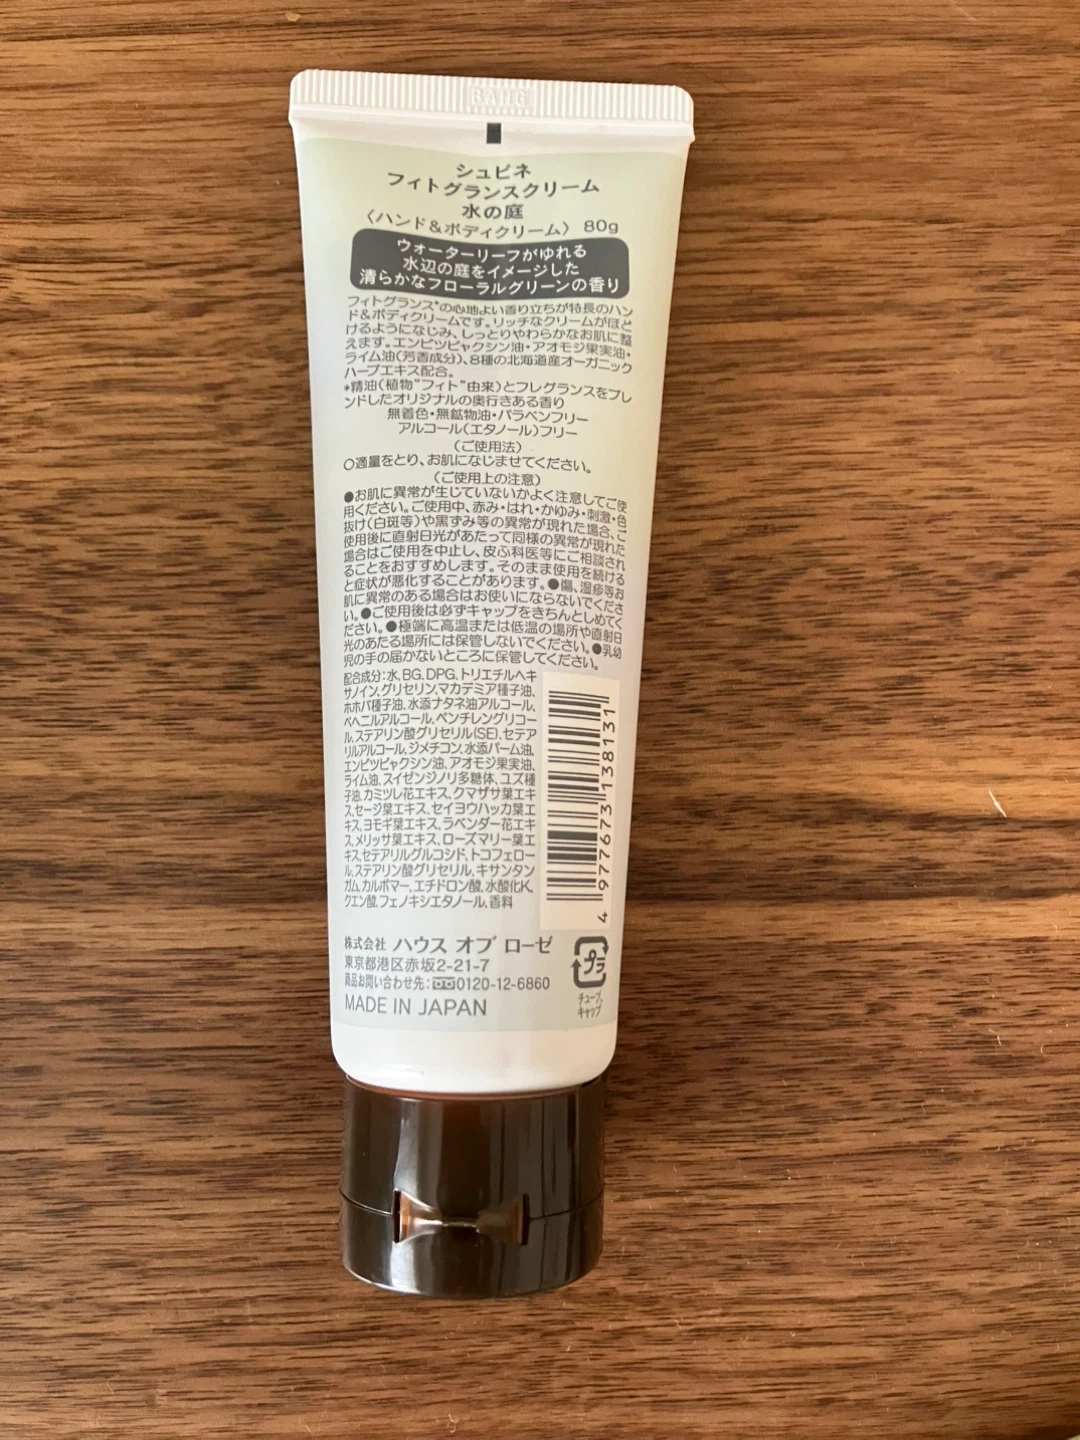 BAHG
シュピネ
フィトグランスクリーム
水の庭
〈ハンド&ボディクリーム〉 80g
ウォーターリーフがゆれる
水辺の庭をイメージした
清らかなフローラルグリーンの香り
フィトグランス*の心地よい香り立ちが特長のハン
ド&ボディクリームです。リッチなクリームがほど
けるようになじみ、しっとりやわらかなお肌に整
えます。エンピツビャクシン油・アオモジ果実油・
ライム油(芳香成分)、8種の北海道産オーガニック
ハーブエキス配合。
*精油(植物“フィト”由来)とフレグランスをブレ
ンドしたオリジナルの奥行きある香り
無着色・無鉱物油・パラベンフリー
アルコール(エタノール)フリー
〈ご使用法〉
○適量をとり、お肌になじませてください。
〈ご使用上の注意〉
●お肌に異常が生じていないかよく注意してご使
用ください。ご使用中、赤み・はれ・かゆみ・刺激・色
抜け(白斑等)や黒ずみ等の異常が現れた場合、ご
使用後に直射日光があたって同様の異常が現れた
場合はご使用を中止し、皮ふ科医等にご相談され
ることをおすすめします。そのまま使用を続ける
と症状が悪化することがあります。●傷、湿疹等お
肌に異常のある場合はお使いにならないでくださ
い。●ご使用後は必ずキャップをきちんとしめてく
ださい。●極端に高温または低温の場所や直射日
光のあたる場所には保管しないでください。●乳幼
児の手の届かないところに保管してください。
配合成分:水、BG、DPG、トリエチルヘキ
サノイン、グリセリン、マカデミア種子油、
ホホバ種子油、水添ナタネ油アルコール、
ベヘニルアルコール、ペンチレングリコー
ル、ステアリン酸グリセリル(SE)、セテア
リルアルコール、ジメチコン、水添パーム油、
エンピツビャクシン油、アオモジ果実油、
ライム油、スイゼンジノリ多糖体、ユズ種
子油、カミツレ花エキス、クマザサ葉エキ
ス、セージ葉エキス、セイヨウハッカ葉エ
キス、ヨモギ葉エキス、ラベンダー花エキ
ス、メリッサ葉エキス、ローズマリー葉エ
キス、セテアリルグルコシド、トコフェロー
ル、ステアリン酸グリセリル、キサンタン
ガム、カルボマー、エチドロン酸、水酸化K、
クエン酸、フェノキシエタノール、香料
4 977673 138131
株式会社 ハウス オブ ローゼ
東京都港区赤坂2-21-7
商品お問い合わせ先:0120-12-6860
MADE IN JAPAN
プラ
チューブ、
キャップ